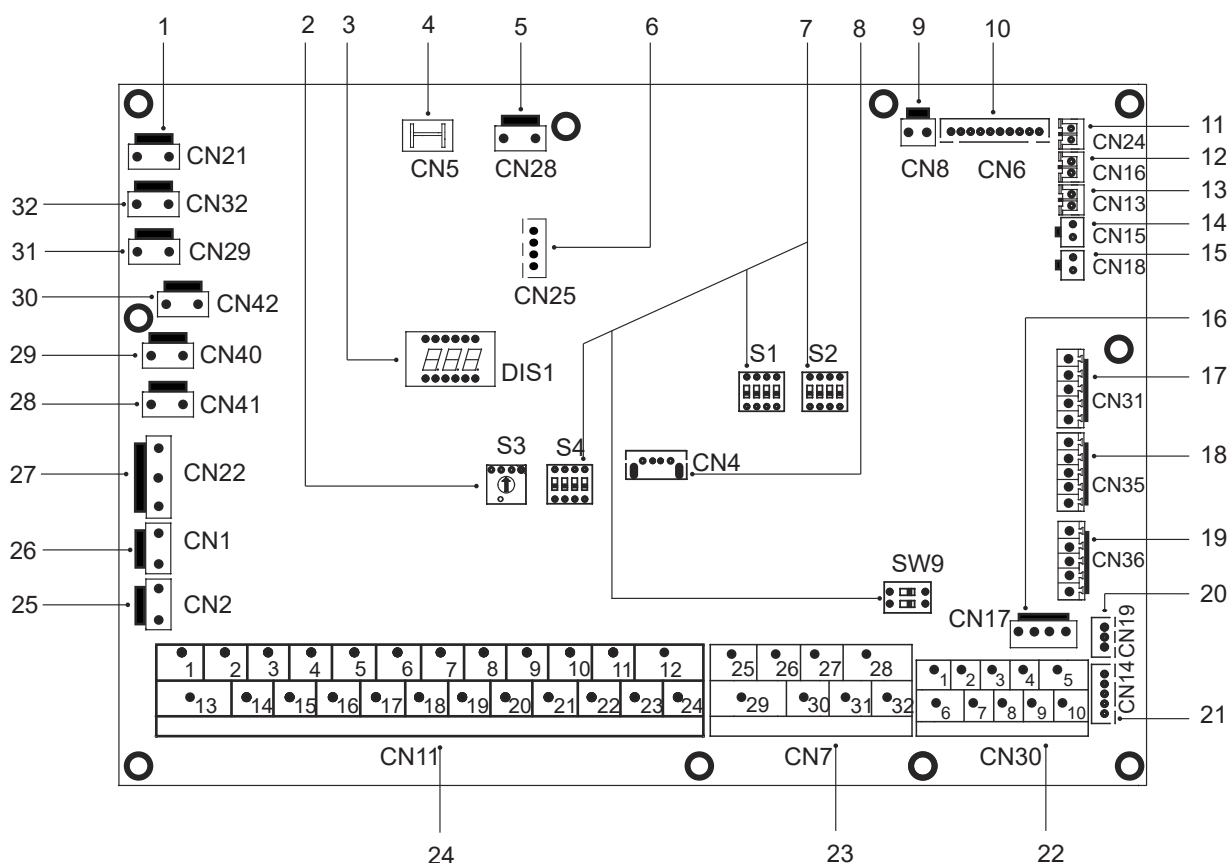 1 2 3 4 5 6 7 8 9 10
CN21
CN5
CN28
CN8
CN6
CN24 11
CN16 12
32 CN32
CN13 13
31 CN29
CN15 14
CN25
CN18 15
30 CN42
16
29 CN40
DIS1
S1 S2
17
28 CN41
CN31
S3 S4
CN4
18
27 CN22
CN35
2
26 CN1
19
SW9
CN36
25 CN2
20
CN17
CN19
1 2 3 4 5 6 7 8 9 10 11 12
25 26 27 28
1 2 3 4 5
CN14
13 14 15 16 17 18 19 20 21 22 23 24
29 30 31 32
6 7 8 9 10
21
CN11
CN7
CN30
24
23
22